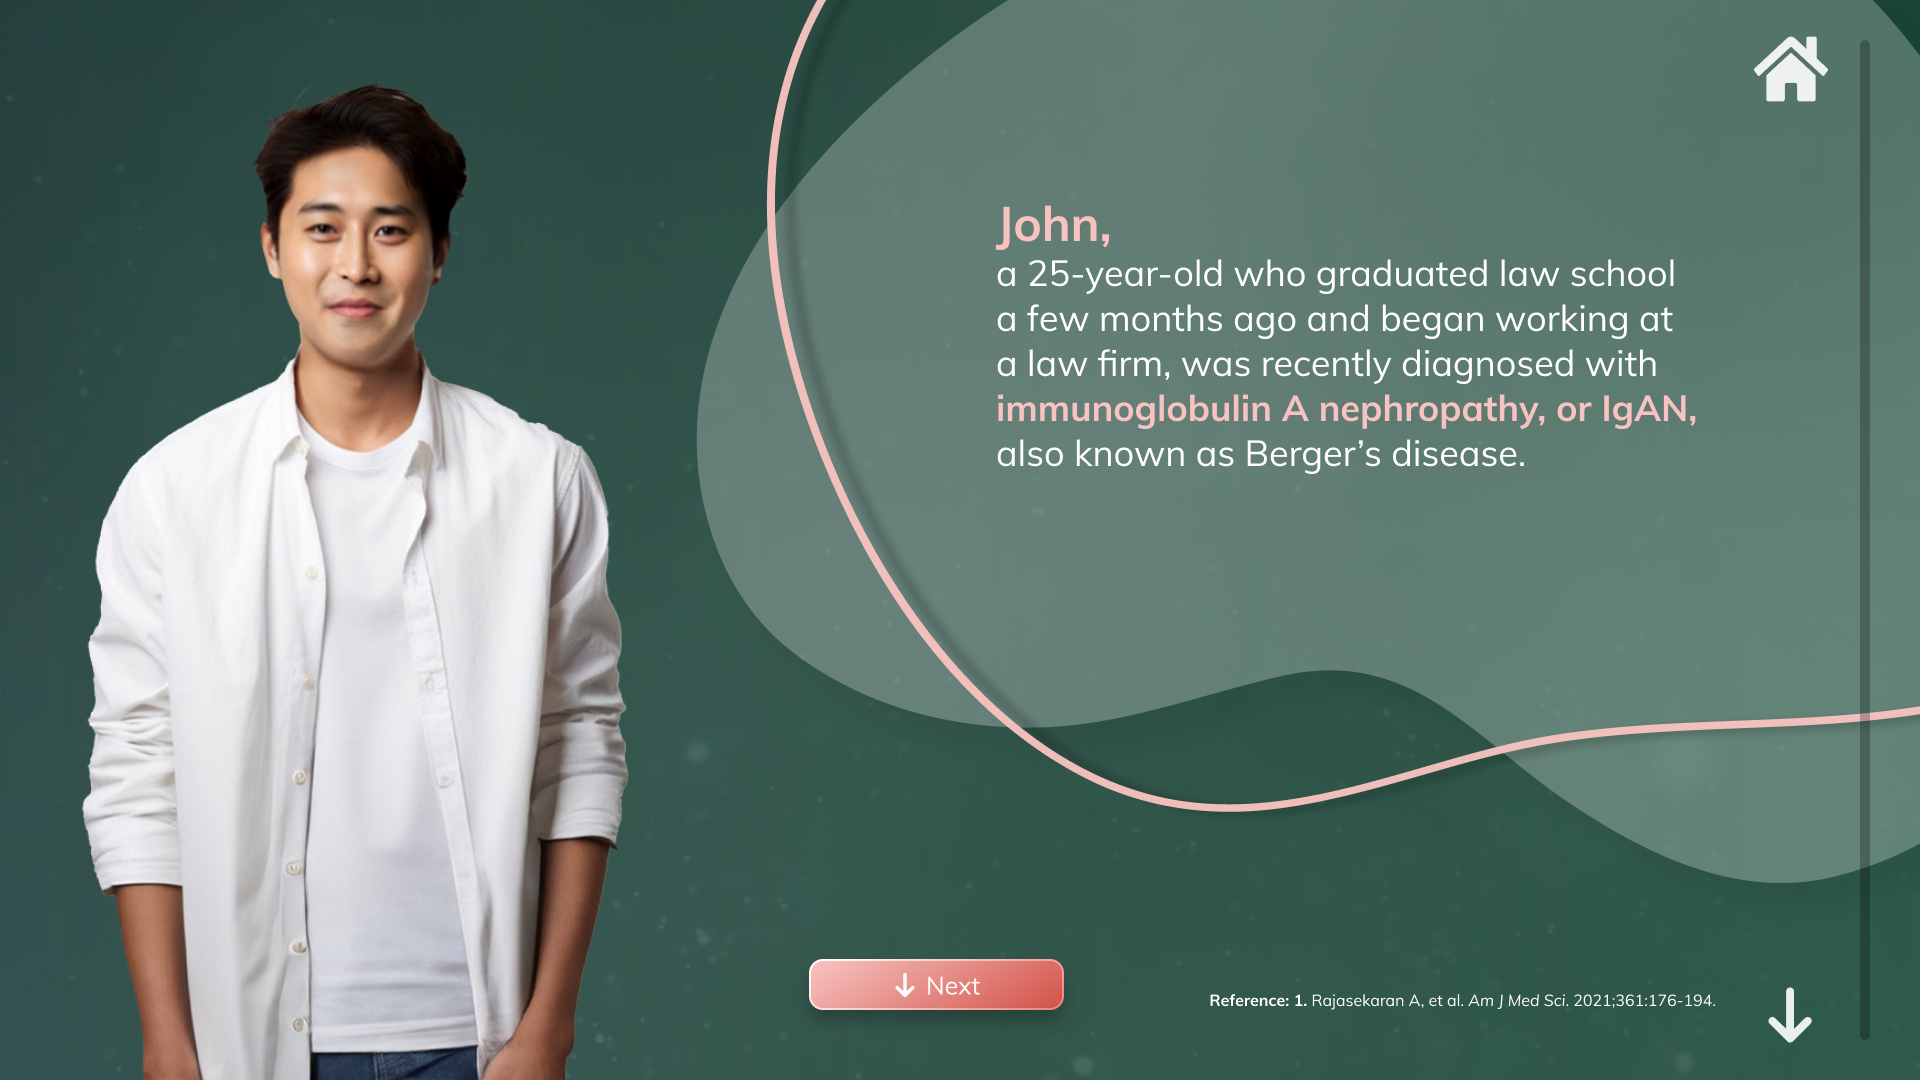 John,
a 25-year-old who graduated law school
a few months ago and began working at
a law firm, was recently diagnosed with
immunoglobulin A nephropathy, or IgAN,
also known as Berger’s disease.
Next
Reference: 1. Rajasekaran A, et al. Am J Med Sci. 2021;361:176-194.